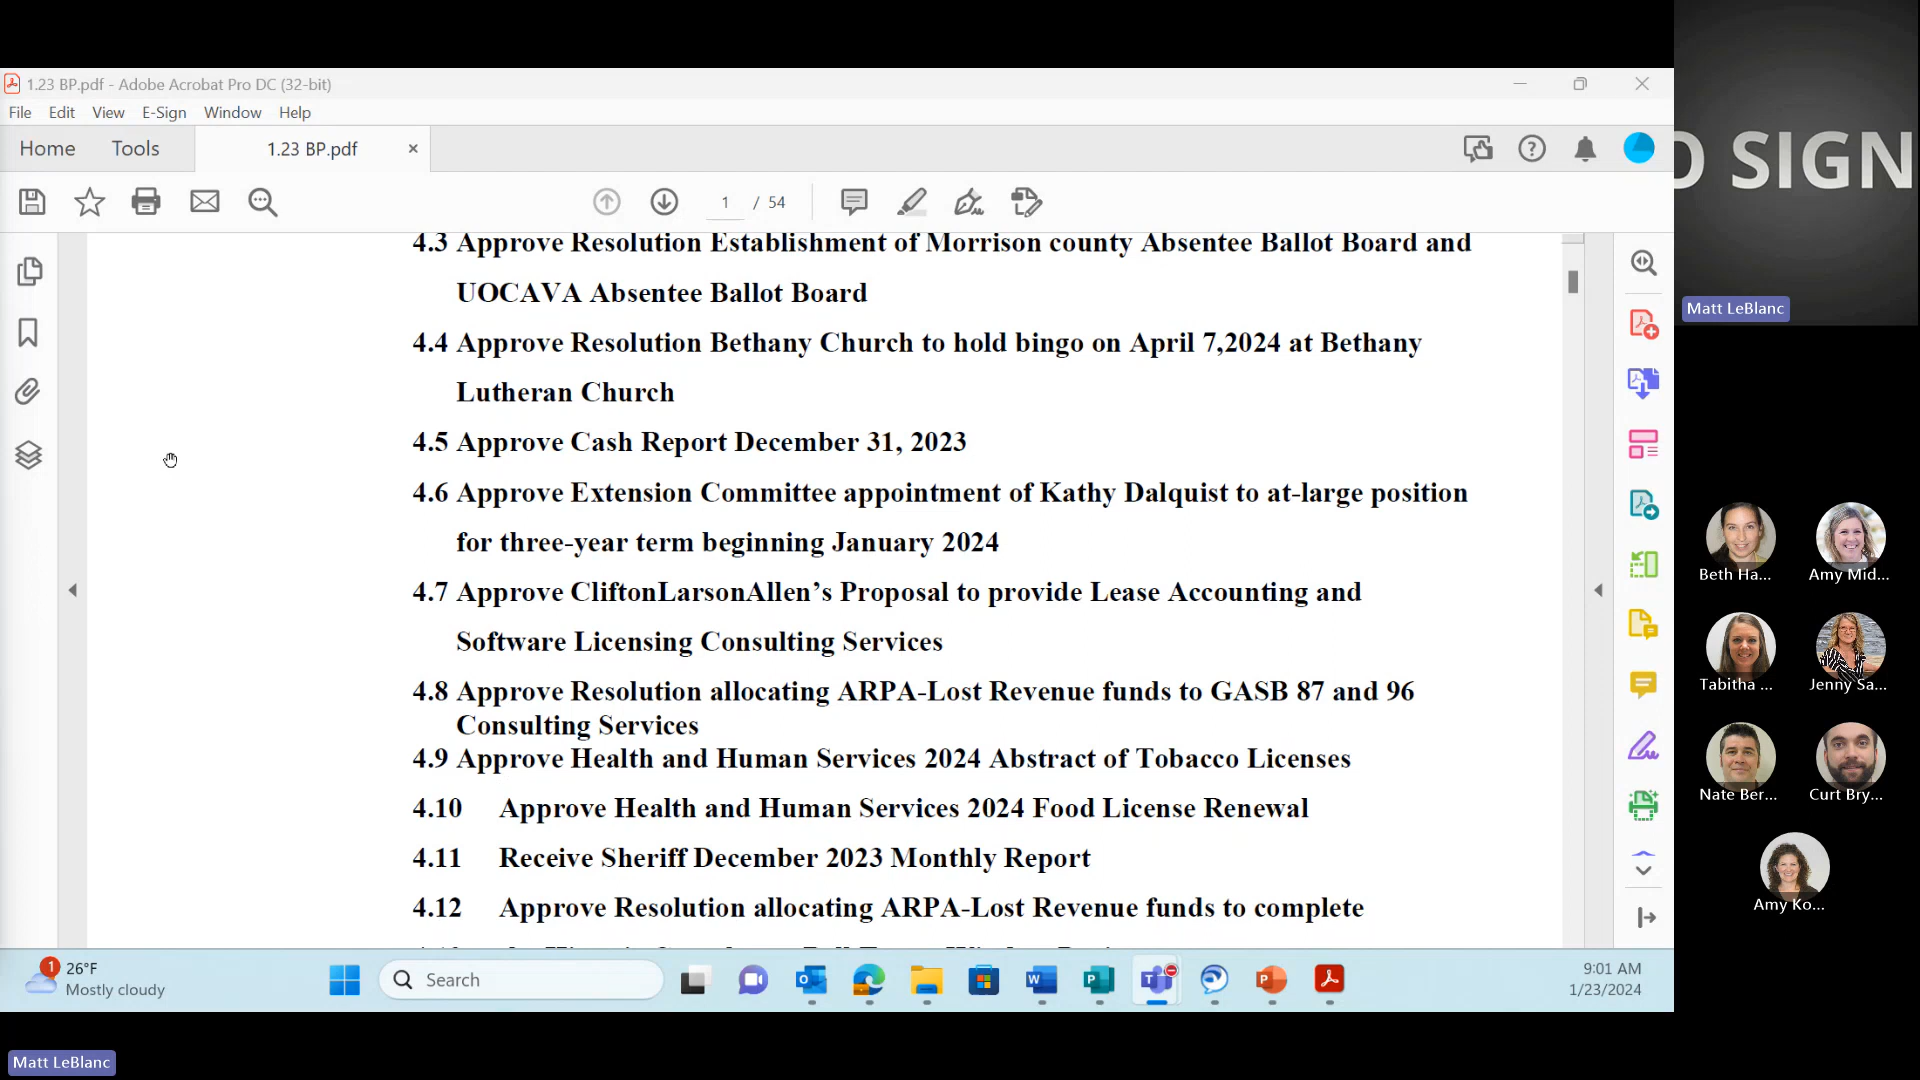 1.23 BP.pdf - Adobe Acrobat Pro DC (32-bit)
File Edit View E-Sign Window Help
Home Tools 1.23 BP.pdf ×
1 / 54
4.3 Approve Resolution Establishment of Morrison county Absentee Ballot Board and
UOCAVA Absentee Ballot Board
4.4 Approve Resolution Bethany Church to hold bingo on April 7,2024 at Bethany
Lutheran Church
4.5 Approve Cash Report December 31, 2023
4.6 Approve Extension Committee appointment of Kathy Dalquist to at-large position
for three-year term beginning January 2024
4.7 Approve CliftonLarsonAllen’s Proposal to provide Lease Accounting and
Software Licensing Consulting Services
4.8 Approve Resolution allocating ARPA-Lost Revenue funds to GASB 87 and 96
Consulting Services
4.9 Approve Health and Human Services 2024 Abstract of Tobacco Licenses
4.10 Approve Health and Human Services 2024 Food License Renewal
4.11 Receive Sheriff December 2023 Monthly Report
4.12 Approve Resolution allocating ARPA-Lost Revenue funds to complete
1
26°F
Mostly cloudy
Search
9:01 AM
1/23/2024
Matt LeBlanc
O SIGN
Matt LeBlanc
Beth Ha... Amy Mid...
Tabitha ... Jenny Sa...
Nate Ber... Curt Bry...
Amy Ko...